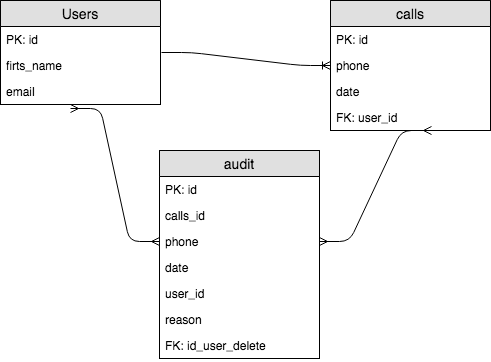 Users
PK: id
firts_name
email
calls
PK: id
phone
date
FK: user_id
audit
PK: id
calls_id
phone
date
user_id
reason
FK: id_user_delete